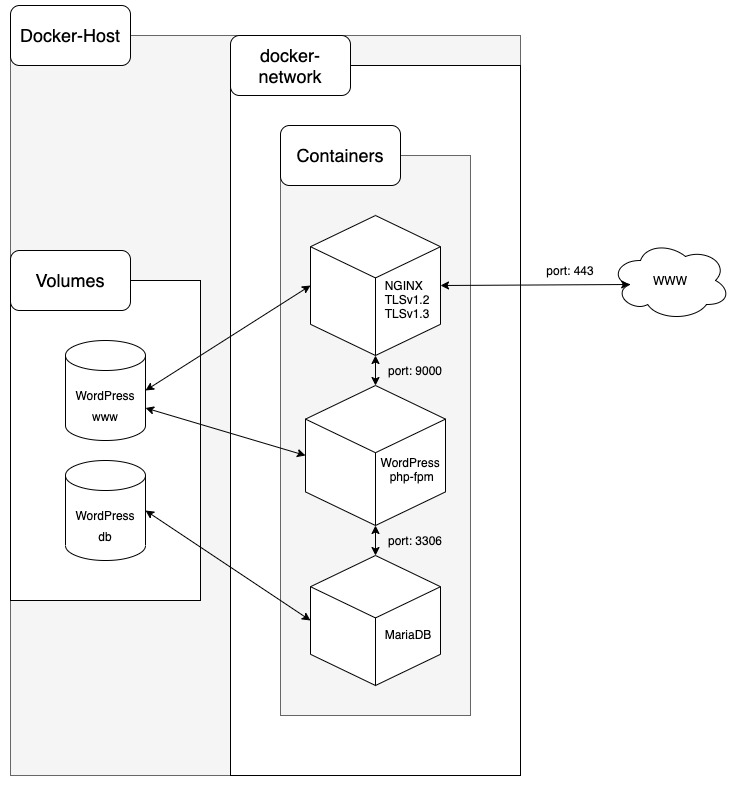 Docker-Host
docker-
network
Containers
Volumes
NGINX
TLSv1.2
TLSv1.3
port: 443
www
port: 9000
WordPress
www
WordPress
php-fpm
WordPress
db
port: 3306
MariaDB